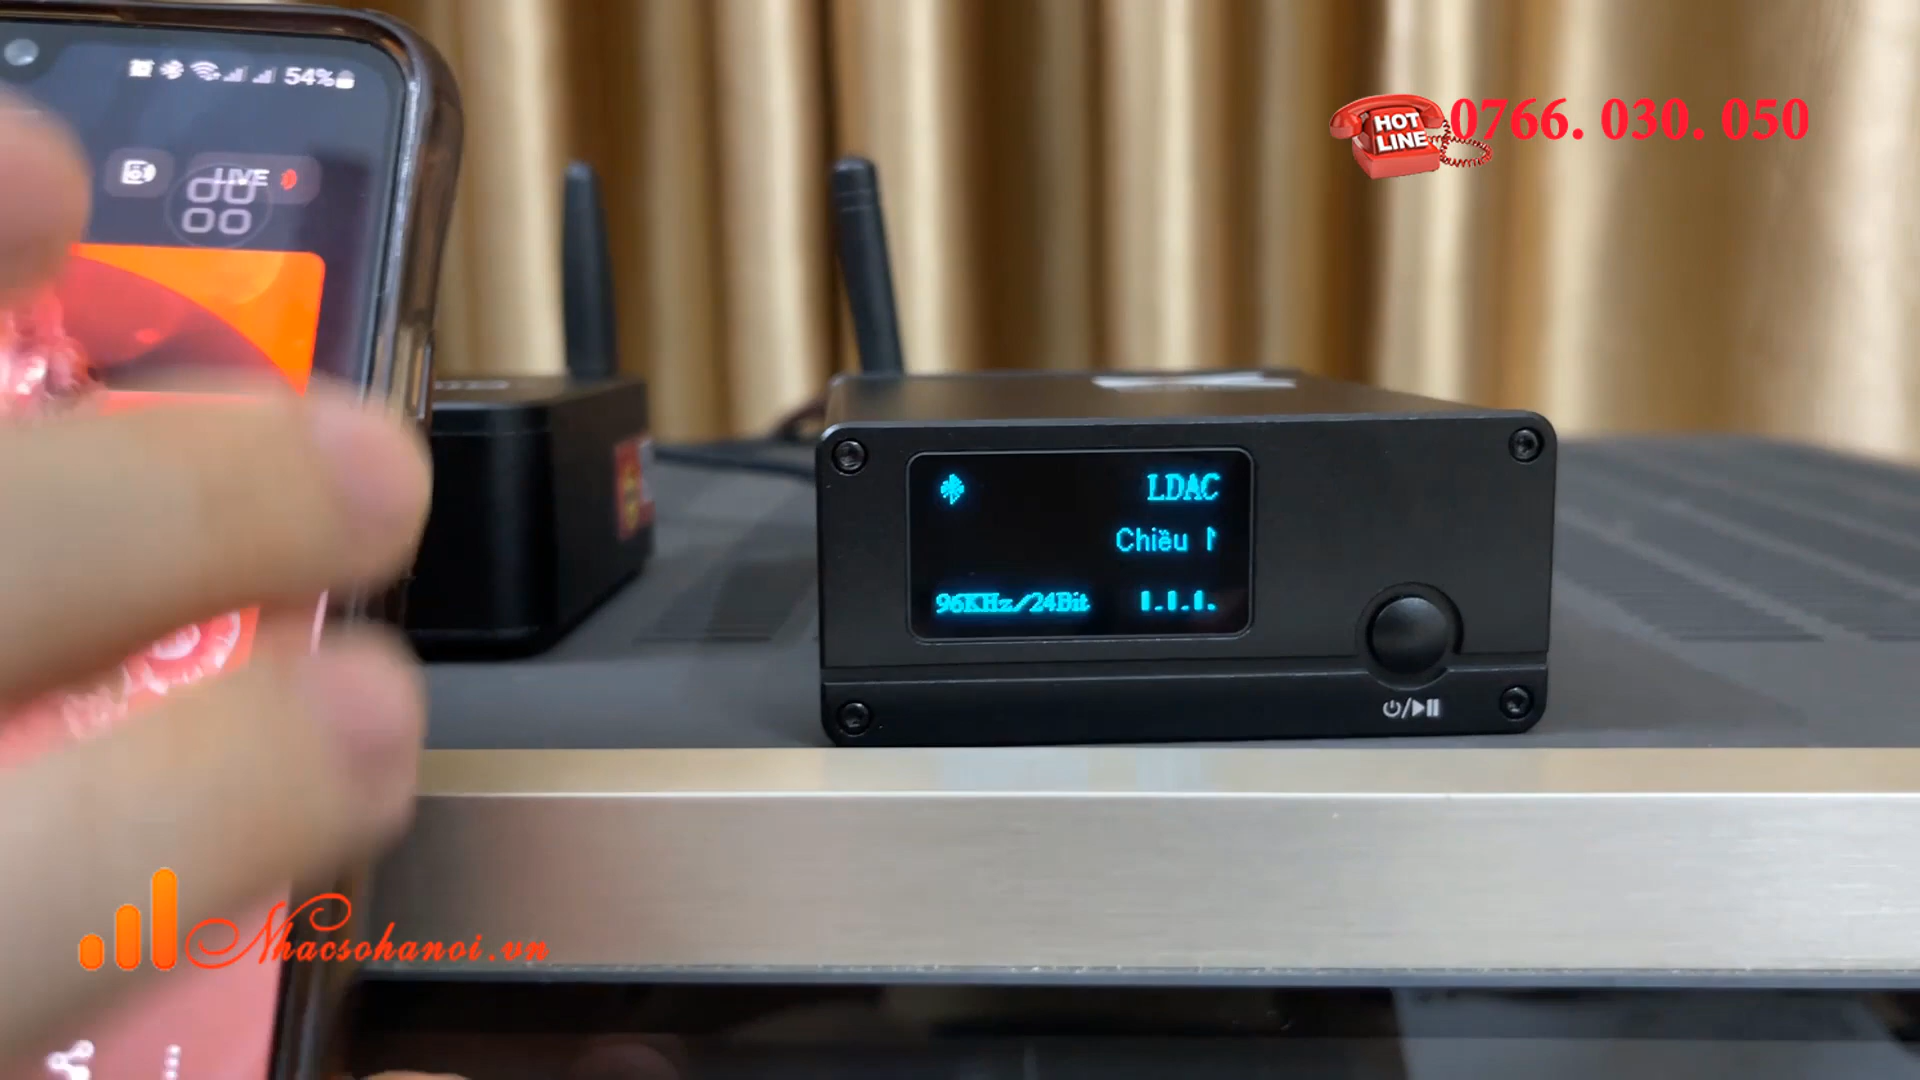 54%
LIVE
HOT
LINE
0766. 030. 050
LDAC
Chiều
96KHz/24Bit
Nhacsohanoi.vn